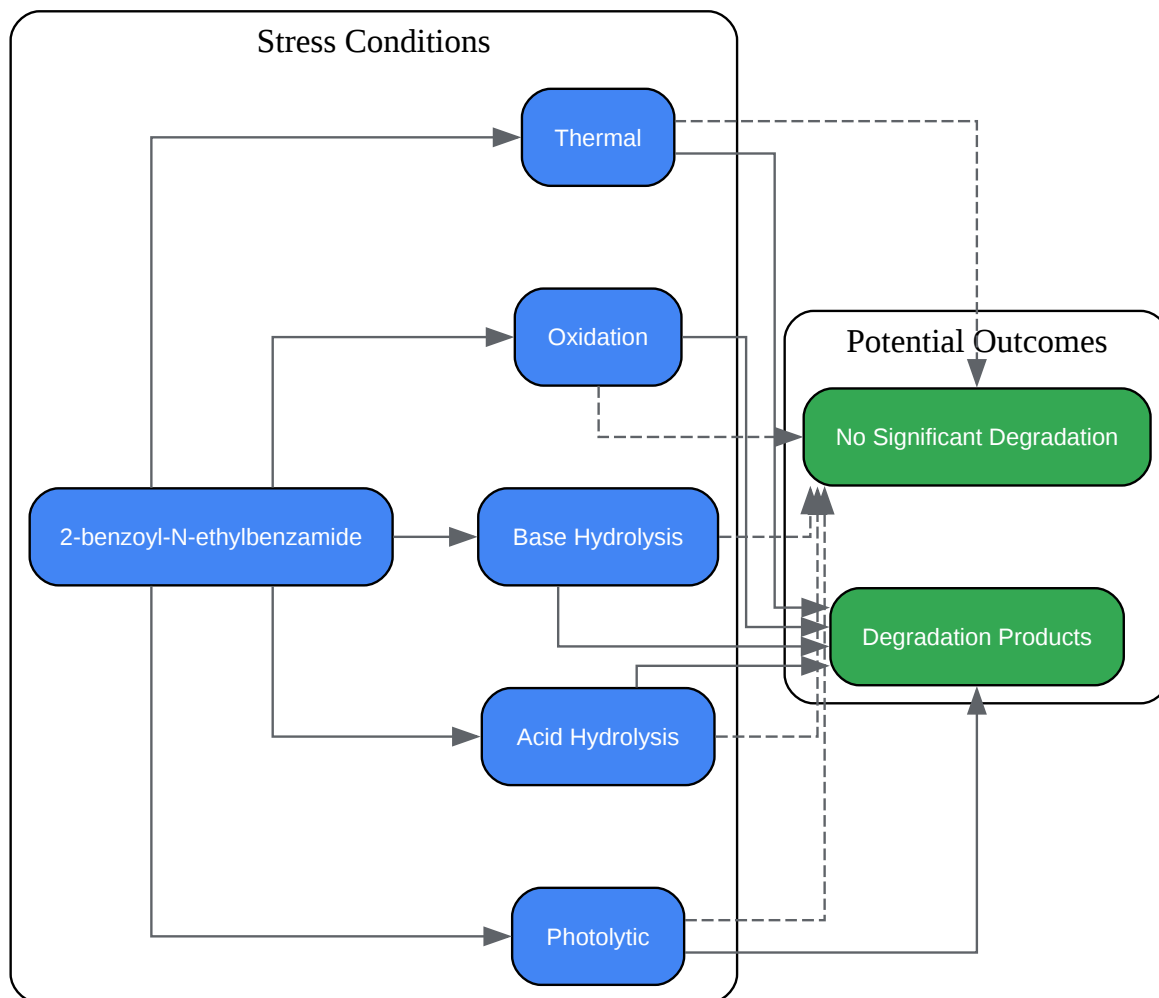 Stress Conditions
Thermal
Oxidation
Potential Outcomes
No Significant Degradation
2-benzoyl-N-ethylbenzamide
Base Hydrolysis
Degradation Products
Acid Hydrolysis
Photolytic